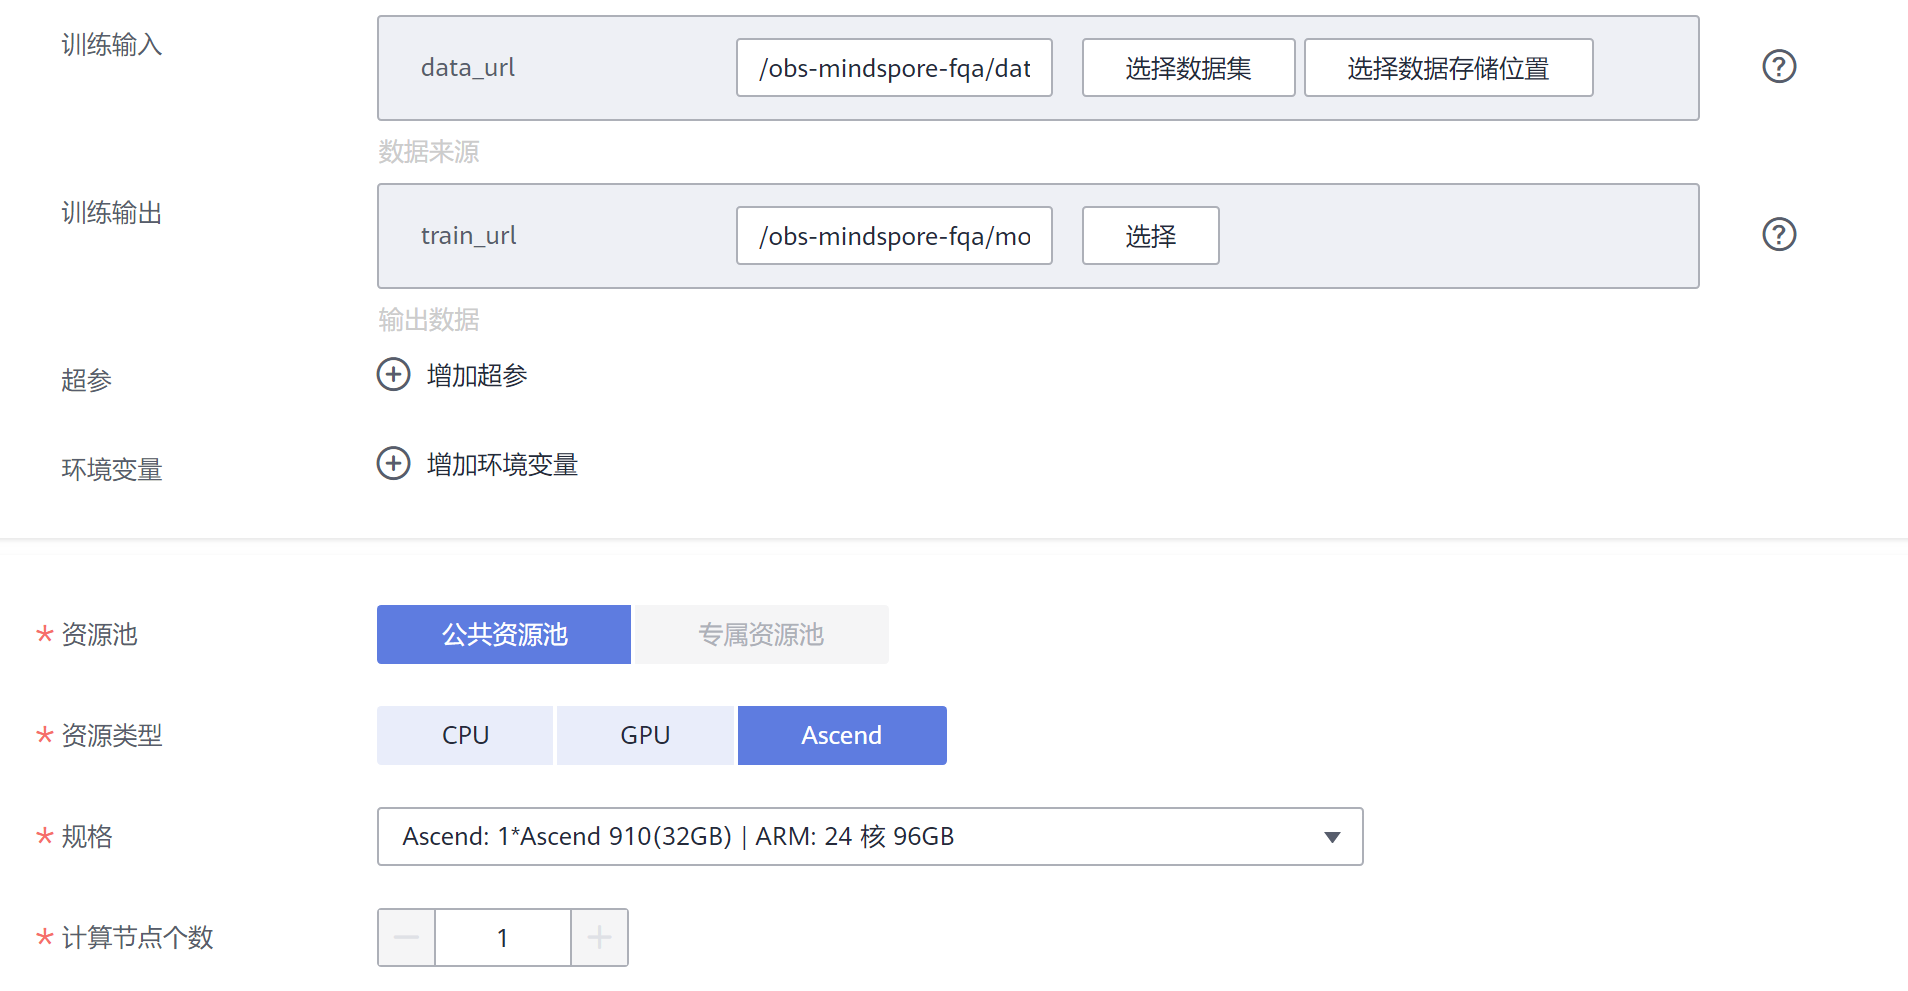 训练输入
data_url /obs-mindspore-fqa/dat 选择数据集 选择数据存储位置 ?
数据来源
训练输出
train_url /obs-mindspore-fqa/mo 选择 ?
输出数据
超参 增加超参
环境变量 增加环境变量
* 资源池 公共资源池 专属资源池
* 资源类型 CPU GPU Ascend
* 规格 Ascend: 1*Ascend 910(32GB) | ARM: 24 核 96GB
* 计算节点个数 — 1 +